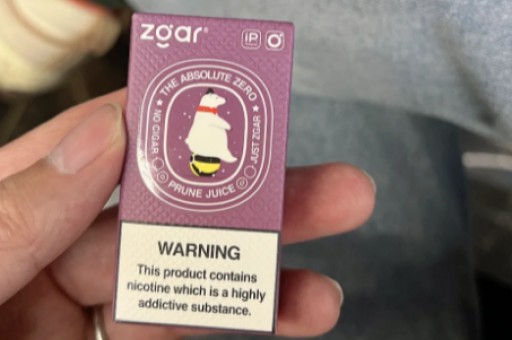 zgar®
iP
THE ABSOLUTE ZERO
NO CIGAR
JUST ZGAR
PRUNE JUICE
WARNING
This product contains
nicotine which is a highly
addictive substance.